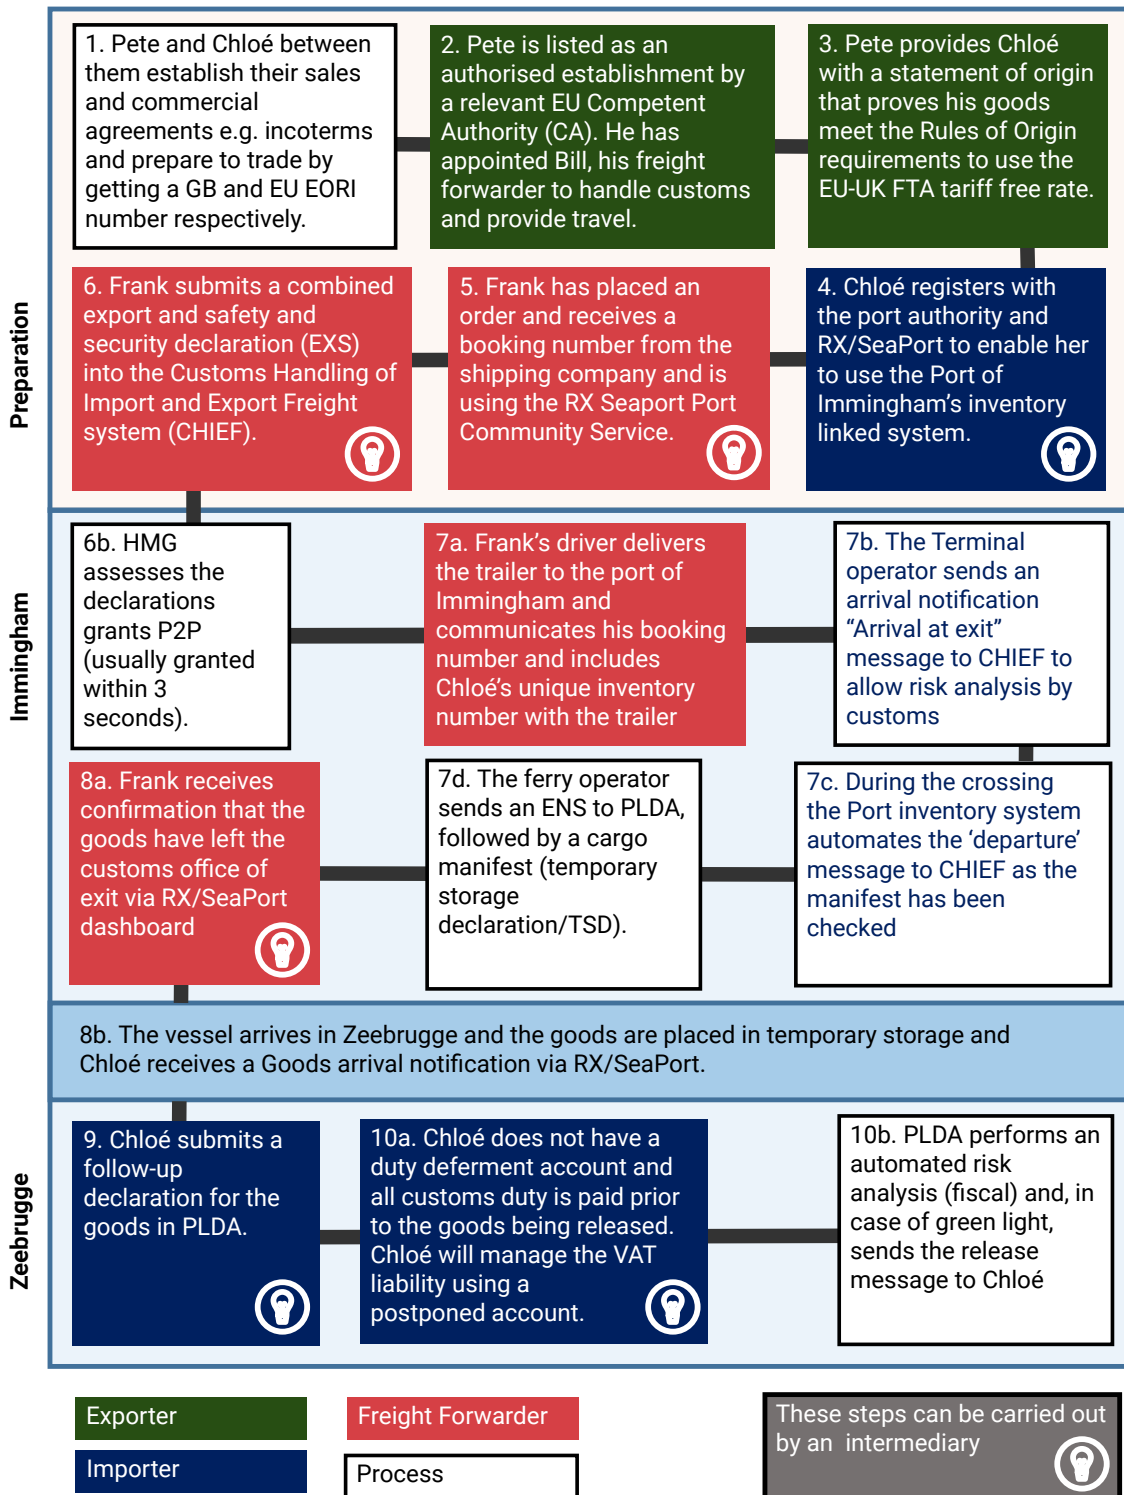 Preparation
1. Pete and Chloé between
them establish their sales
and commercial
agreements e.g. incoterms
and prepare to trade by
getting a GB and EU EORI
number respectively.
2. Pete is listed as an
authorised establishment by
a relevant EU Competent
Authority (CA). He has
appointed Bill, his freight
forwarder to handle customs
and provide travel.
3. Pete provides Chloé
with a statement of origin
that proves his goods
meet the Rules of Origin
requirements to use the
EU-UK FTA tariff free rate.
6. Frank submits a combined
export and safety and
security declaration (EXS)
into the Customs Handling of
Import and Export Freight
system (CHIEF).
5. Frank has placed an
order and receives a
booking number from the
shipping company and is
using the RX Seaport Port
Community Service.
4. Chloé registers with
the port authority and
RX/SeaPort to enable her
to use the Port of
Immingham’s inventory
linked system.
Immingham
6b. HMG
assesses the
declarations
grants P2P
(usually granted
within 3
seconds).
7a. Frank’s driver delivers
the trailer to the port of
Immingham and
communicates his booking
number and includes
Chloé’s unique inventory
number with the trailer
7b. The Terminal
operator sends an
arrival notification
“Arrival at exit”
message to CHIEF to
allow risk analysis by
customs
8a. Frank receives
confirmation that the
goods have left the
customs office of
exit via RX/SeaPort
dashboard
7d. The ferry operator
sends an ENS to PLDA,
followed by a cargo
manifest (temporary
storage
declaration/TSD).
7c. During the crossing
the Port inventory system
automates the ‘departure’
message to CHIEF as the
manifest has been
checked
8b. The vessel arrives in Zeebrugge and the goods are placed in temporary storage and
Chloé receives a Goods arrival notification via RX/SeaPort.
Zeebrugge
9. Chloé submits a
follow-up
declaration for the
goods in PLDA.
10a. Chloé does not have a
duty deferment account and
all customs duty is paid prior
to the goods being released.
Chloé will manage the VAT
liability using a
postponed account.
10b. PLDA performs an
automated risk
analysis (fiscal) and, in
case of green light,
sends the release
message to Chloé
Exporter
Freight Forwarder
Importer
Process
These steps can be carried out
by an intermediary